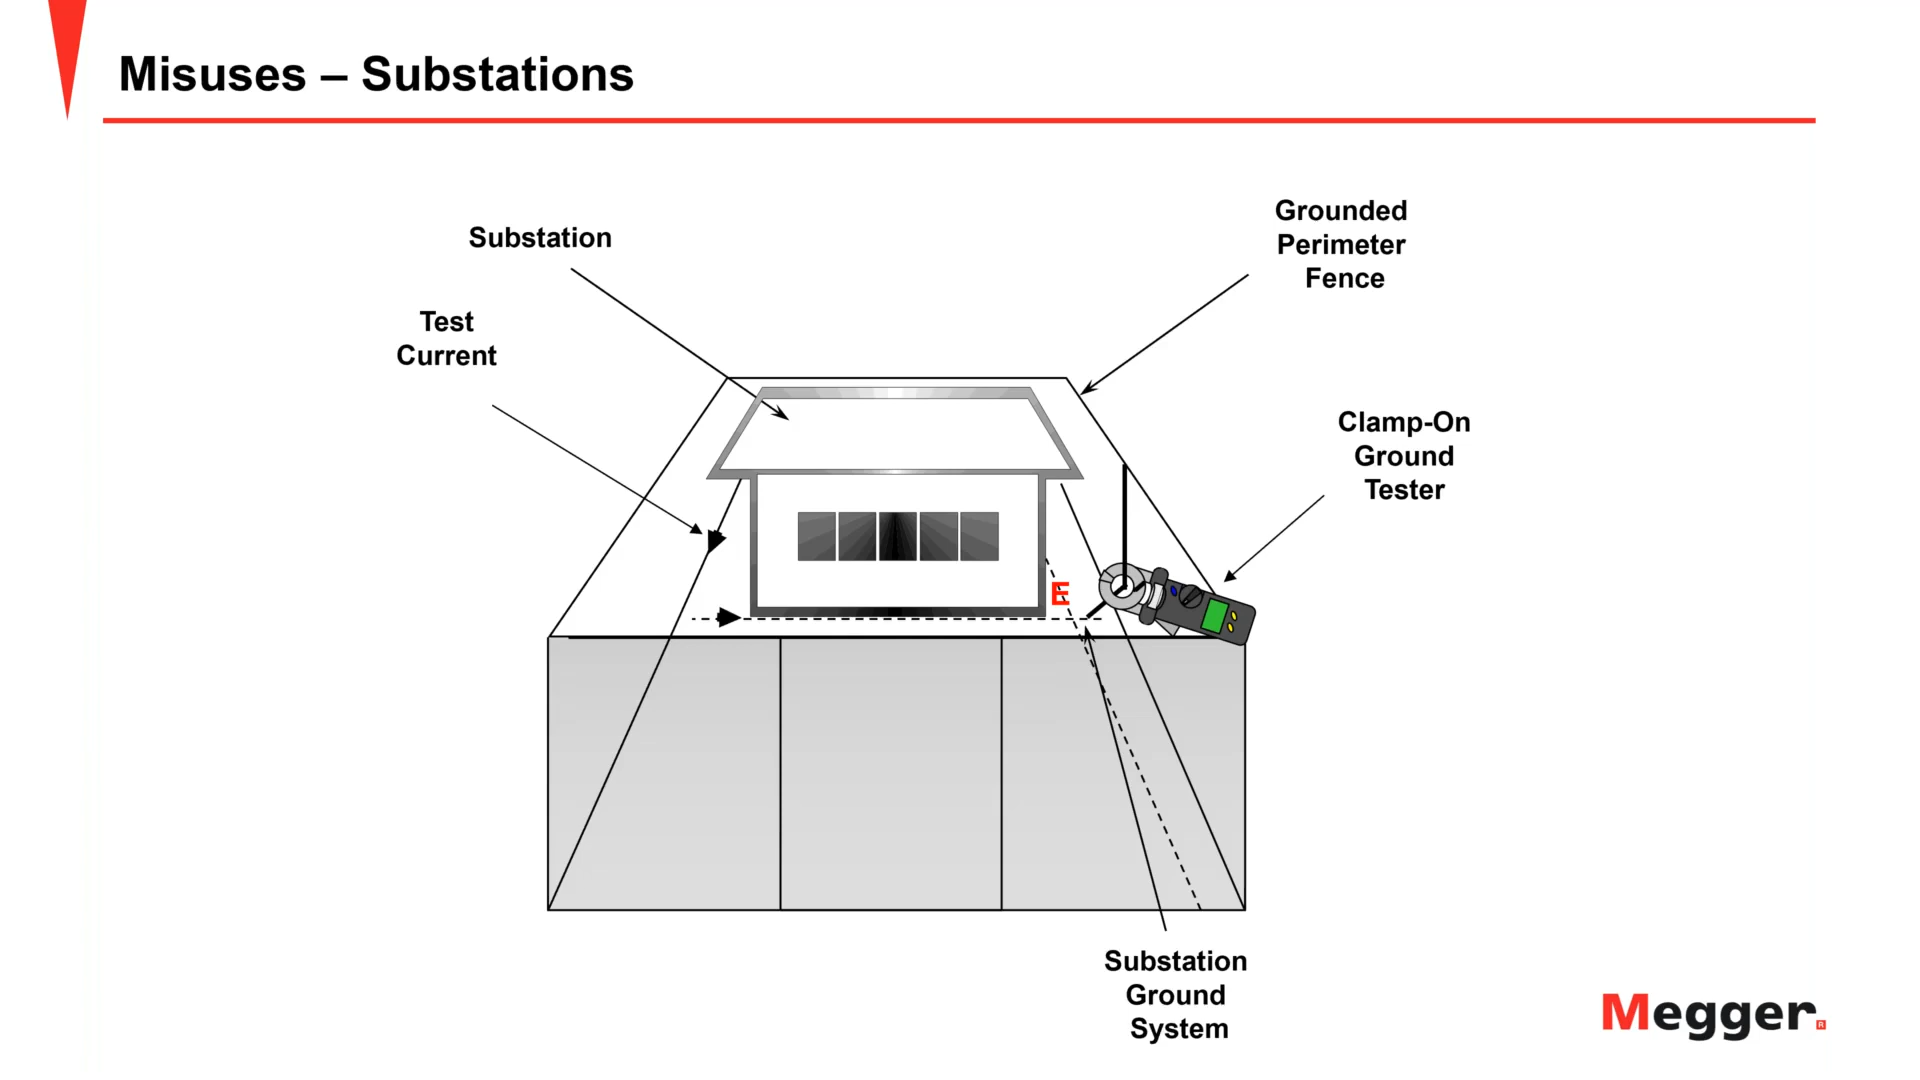 Misuses – Substations
Substation
Grounded
Perimeter
Fence
Test
Current
Clamp-On
Ground
Tester
E
Substation
Ground
System
Megger®